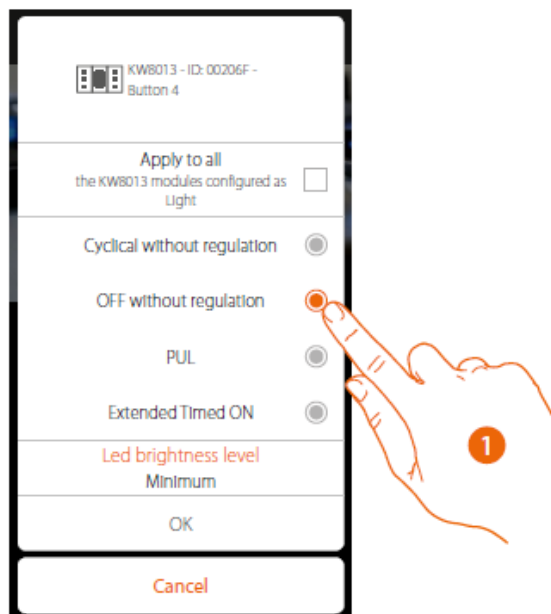 KW8013 - ID: 00206F -
Button 4
Apply to all
the KW8013 modules configured as
Light
Cyclical without regulation
OFF without regulation
PUL
Extended Timed ON
Led brightness level
Minimum
OK
Cancel
1